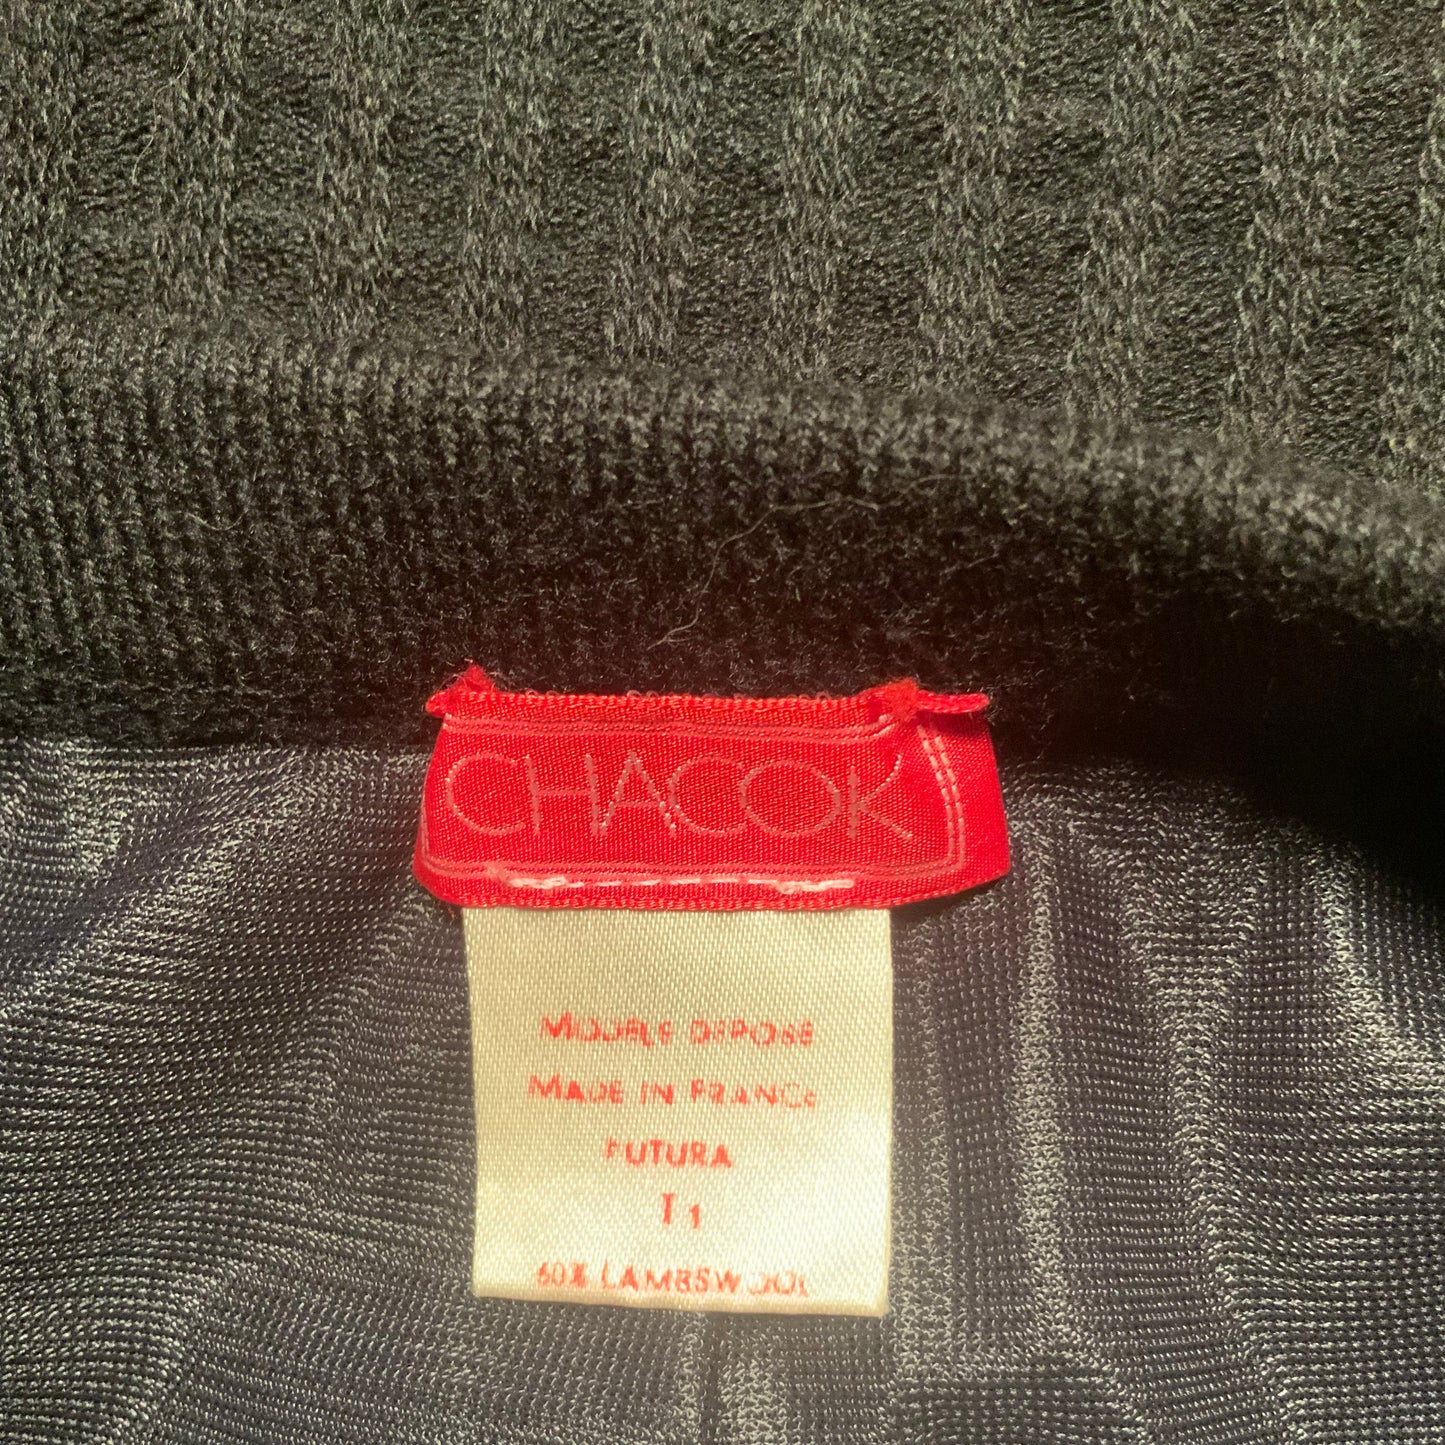 CHACOK
MODELE DEPOSE
MADE IN FRANCE
FUTURA
T1
60% LAMBSWOOL